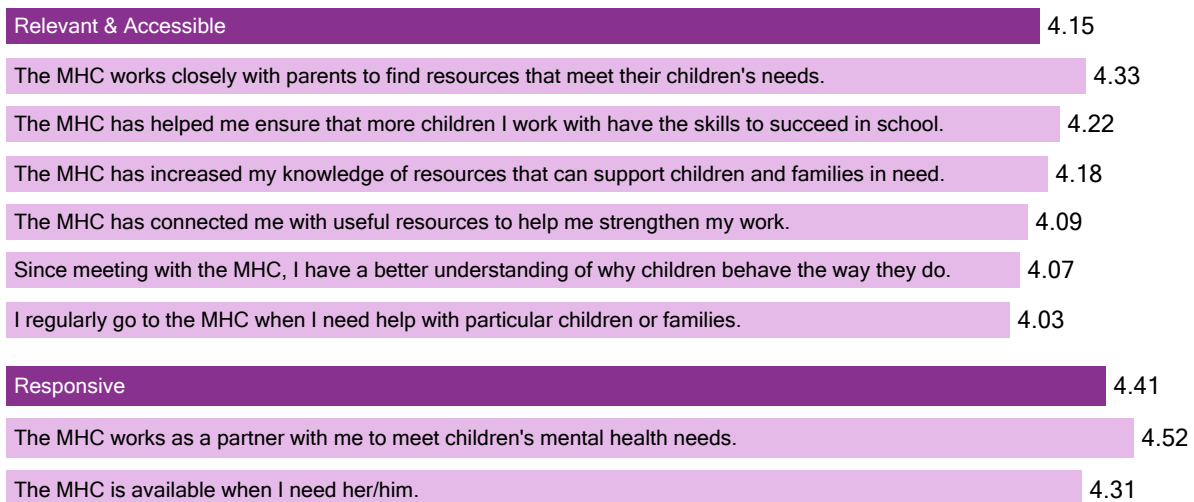 Relevant & Accessible 4.15
The MHC works closely with parents to find resources that meet their children's needs. 4.33
The MHC has helped me ensure that more children I work with have the skills to succeed in school. 4.22
The MHC has increased my knowledge of resources that can support children and families in need. 4.18
The MHC has connected me with useful resources to help me strengthen my work. 4.09
Since meeting with the MHC, I have a better understanding of why children behave the way they do. 4.07
I regularly go to the MHC when I need help with particular children or families. 4.03
Responsive 4.41
The MHC works as a partner with me to meet children's mental health needs. 4.52
The MHC is available when I need her/him. 4.31